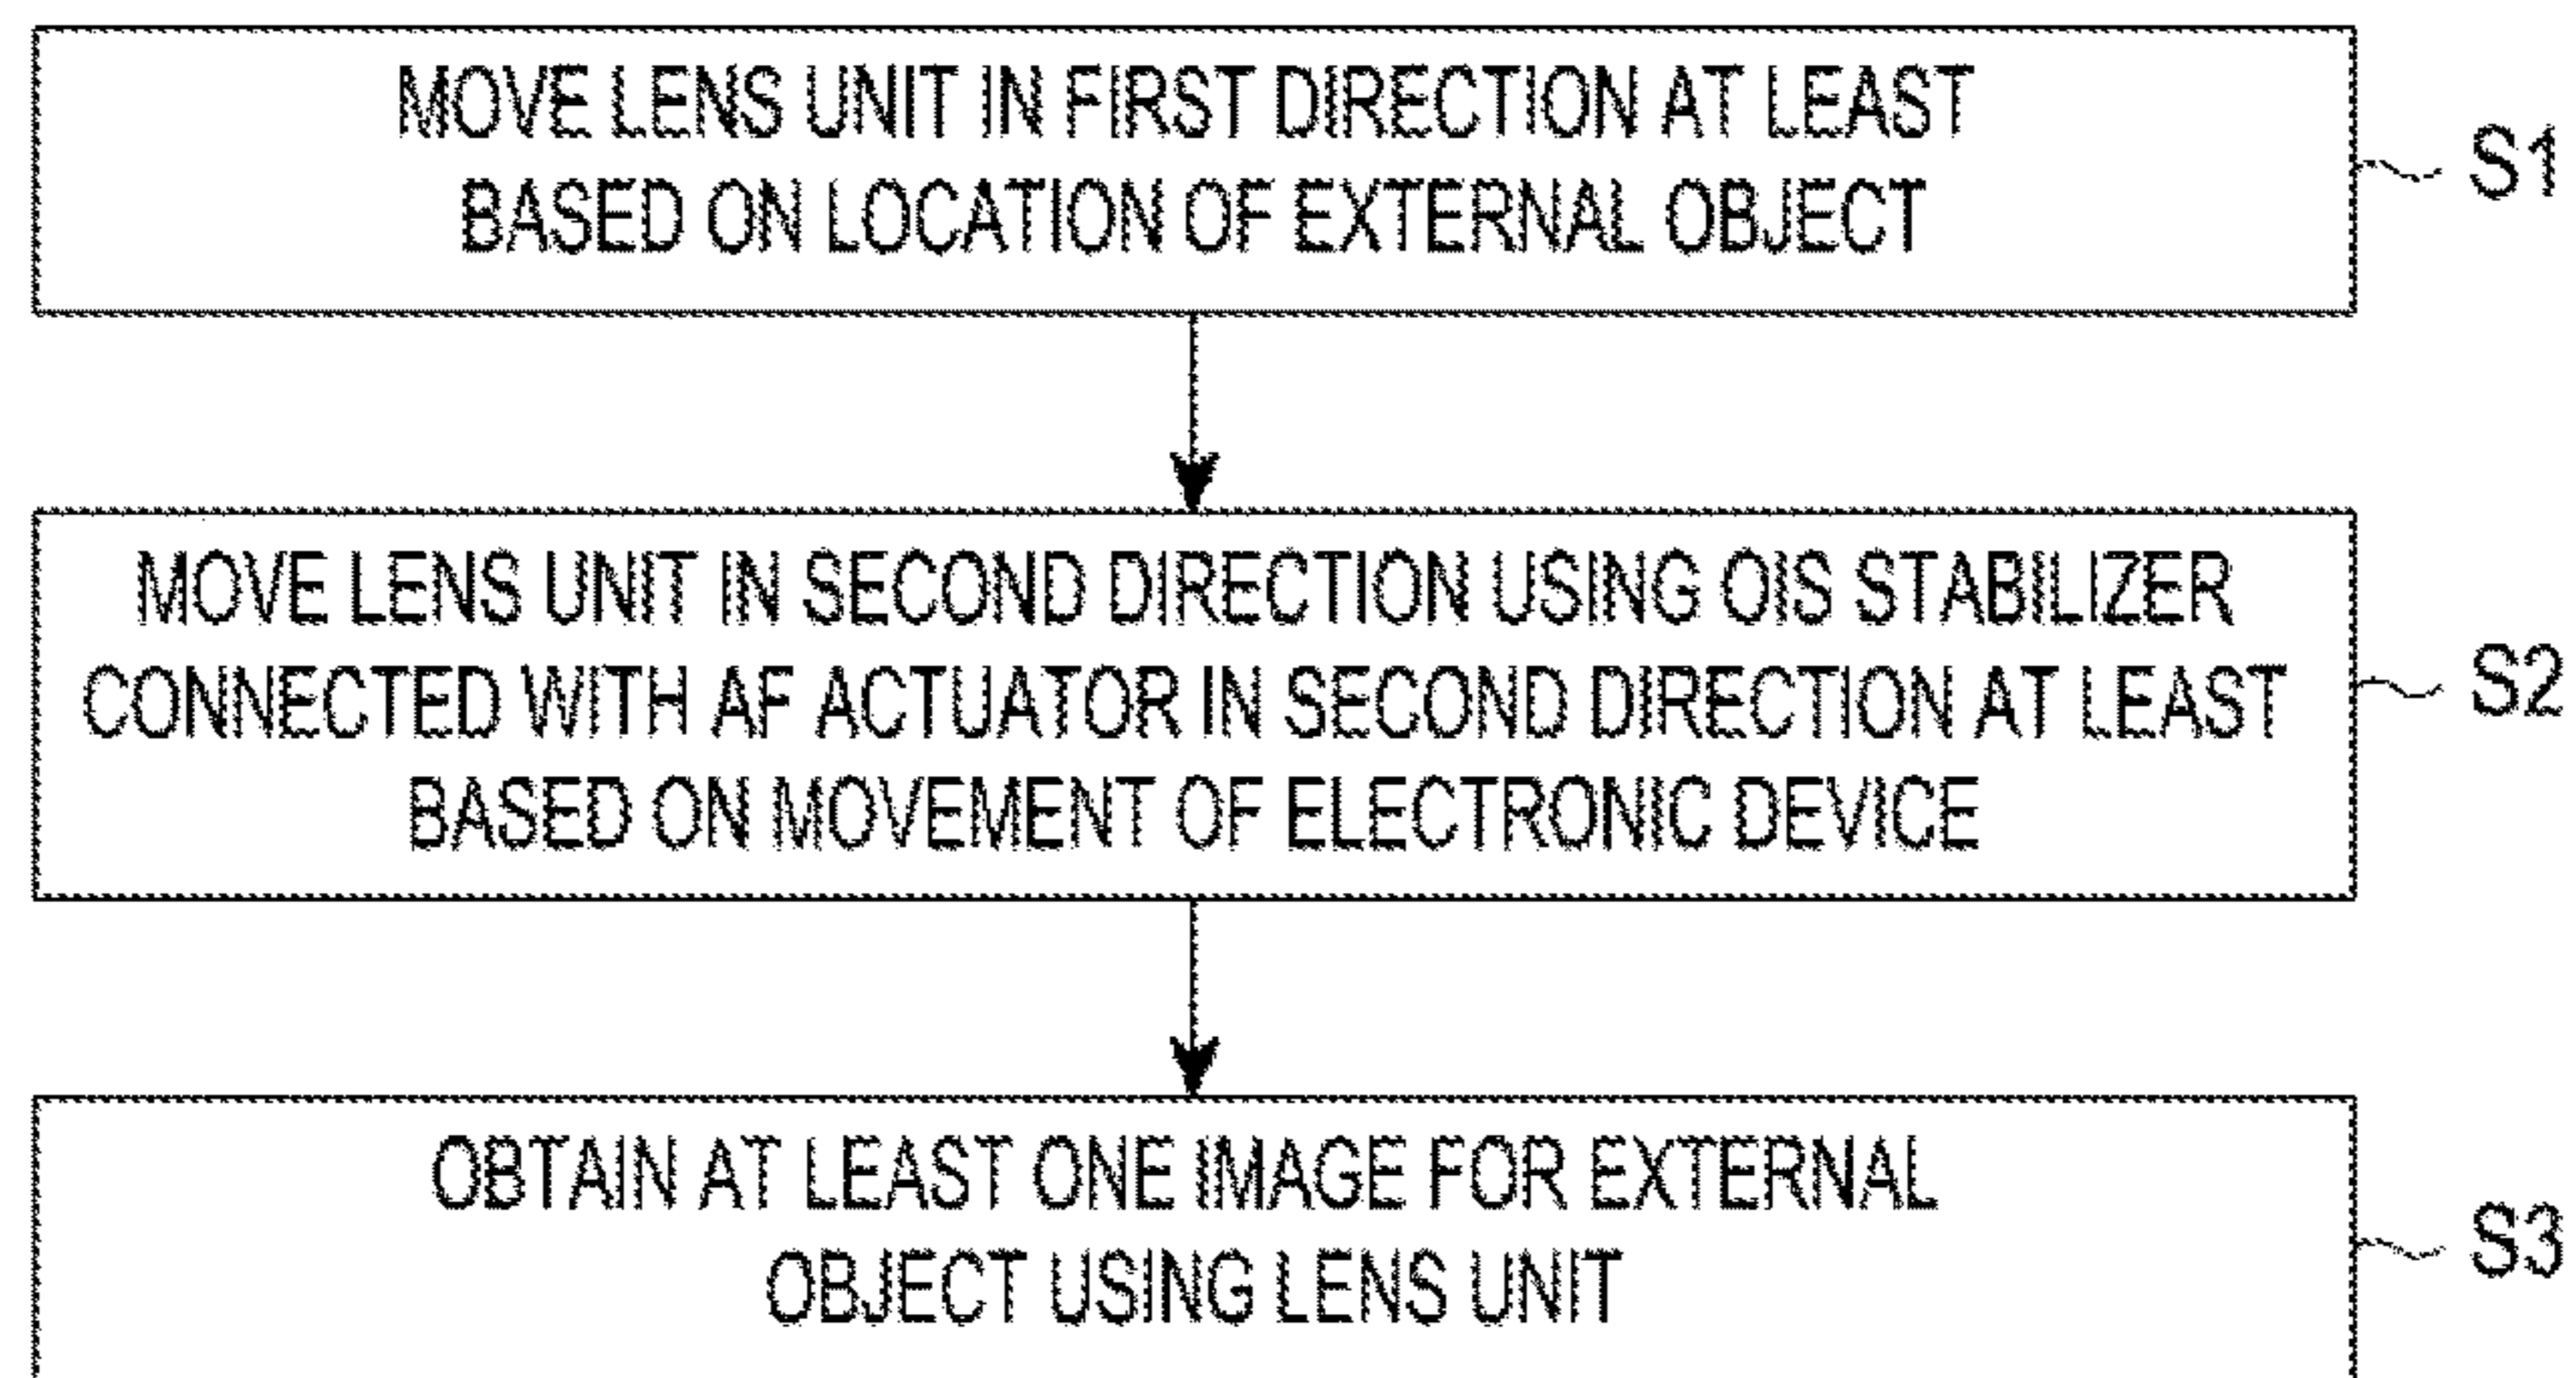 MOVE LENS UNIT IN FIRST DIRECTION AT LEAST
BASED ON LOCATION OF EXTERNAL OBJECT
S1
MOVE LENS UNIT IN SECOND DIRECTION USING OIS STABILIZER
CONNECTED WITH AF ACTUATOR IN SECOND DIRECTION AT LEAST
BASED ON MOVEMENT OF ELECTRONIC DEVICE
S2
OBTAIN AT LEAST ONE IMAGE FOR EXTERNAL
OBJECT USING LENS UNIT
S3